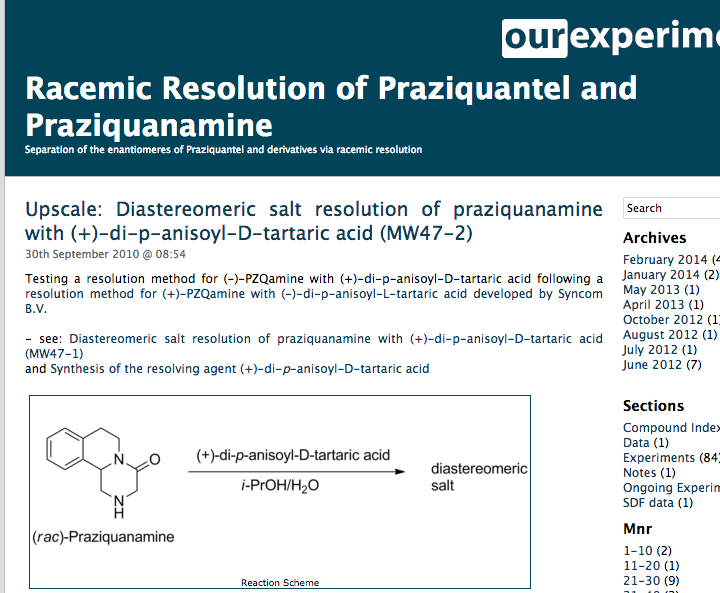 ourexperim
Racemic Resolution of Praziquantel and
Praziquanamine
Separation of the enantiomeres of Praziquantel and derivatives via racemic resolution
Upscale: Diastereomeric salt resolution of praziquanamine
with (+)-di-p-anisoyl-D-tartaric acid (MW47-2)
30th September 2010 @ 08:54
Testing a resolution method for (-)-PZQamine with (+)-di-p-anisoyl-D-tartaric acid following a
resolution method for (+)-PZQamine with (-)-di-p-anisoyl-L-tartaric acid developed by Syncom
B.V.
- see: Diastereomeric salt resolution of praziquanamine with (+)-di-p-anisoyl-D-tartaric acid
(MW47-1)
and Synthesis of the resolving agent (+)-di-p-anisoyl-D-tartaric acid
N
O
N
H
(rac)-Praziquanamine
(+)-di-p-anisoyl-D-tartaric acid
i-PrOH/H₂O
diastereomeric
salt
Reaction Scheme
Search
Archives
February 2014 (4
January 2014 (2)
May 2013 (1)
April 2013 (1)
October 2012 (1)
August 2012 (1)
July 2012 (1)
June 2012 (7)
Sections
Compound Index
Data (1)
Experiments (84)
Notes (1)
Ongoing Experim
SDF data (1)
Mnr
1-10 (2)
11-20 (1)
21-30 (9)